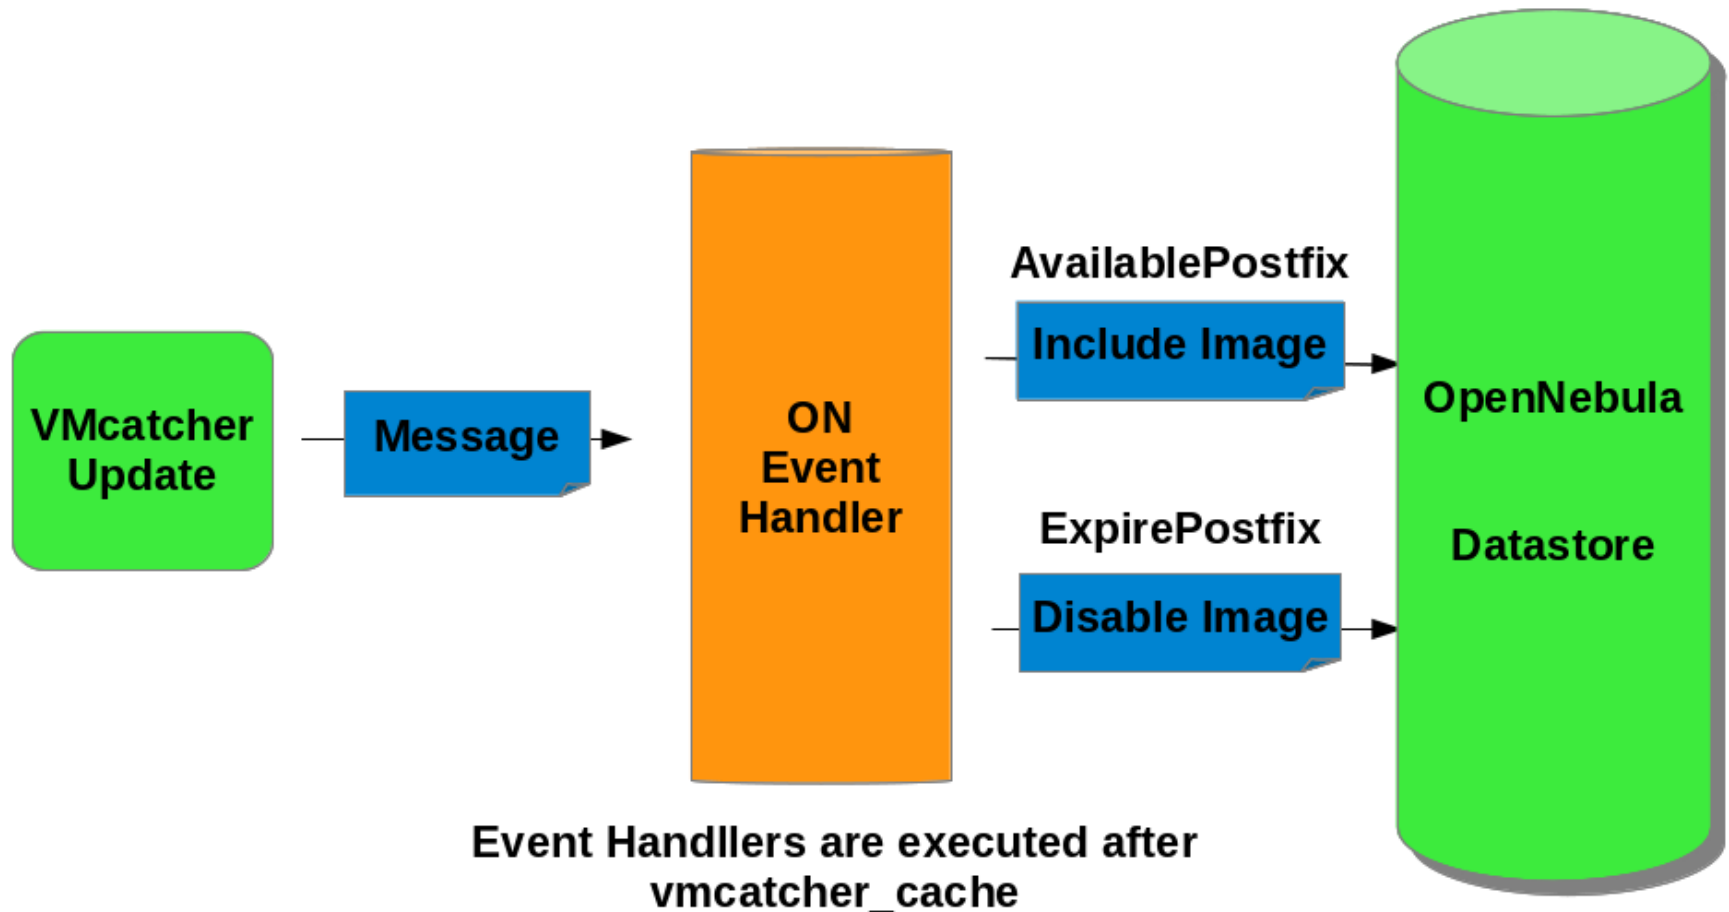 VMcatcher
Update
Message
ON
Event
Handler
AvailablePostfix
Include Image
ExpirePostfix
Disable Image
OpenNebula
Datastore
Event Handllers are executed after
vmcatcher_cache